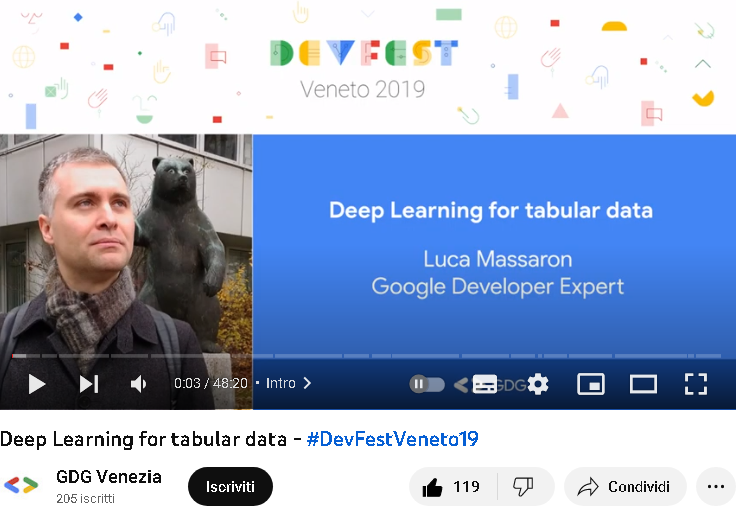 DEVFEST
Veneto 2019
Deep Learning for tabular data
Luca Massaron
Google Developer Expert
0:03 / 48:20 • Intro
GDG
Deep Learning for tabular data - #DevFestVeneto19
GDG Venezia
205 iscritti
Iscriviti
119
Condividi